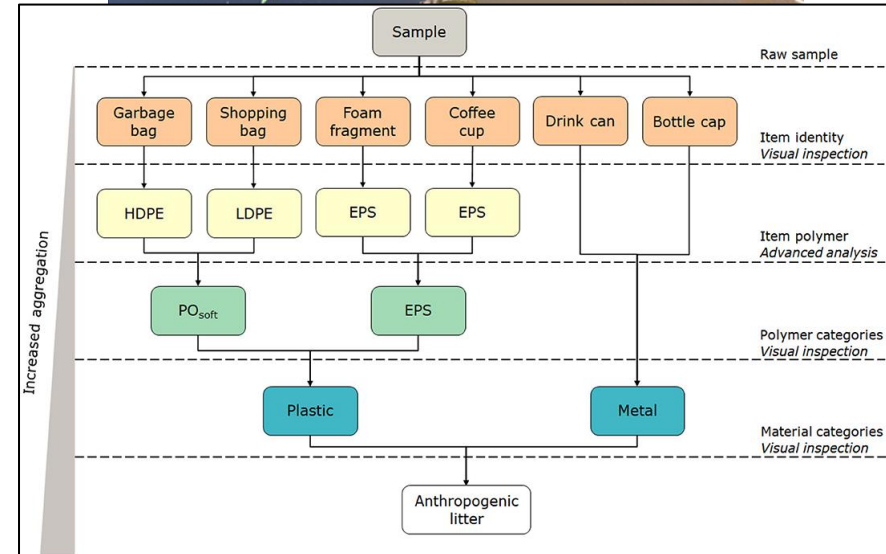 Sample
Raw sample
Garbage
bag
Shopping
bag
Foam
fragment
Coffee
cup
Drink can
Bottle cap
Item identity
Visual inspection
HDPE
LDPE
EPS
EPS
Item polymer
Advanced analysis
Increased aggregation
POsoft
EPS
Polymer categories
Visual inspection
Plastic
Metal
Material categories
Visual inspection
Anthropogenic
litter